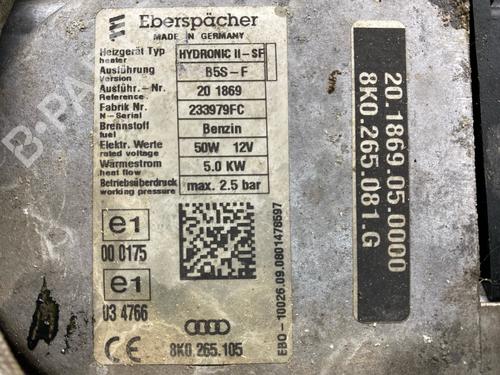 Eberspächer
MADE IN GERMANY
Heizgerät Typ HYDRONIC II-SF
heater
Ausführung B5S-F
Version
Ausführ.-Nr. 20 1869
Reference
Fabrik Nr. 233979FC
N-Serial
Brennstoff Benzin
fuel
Elektr. Werte 50W 12V
rated voltage
Wärmestrom 5.0 KW
heat flow
Betriebsüberdruck max. 2.5 bar
working pressure
e1
00 0175
e1
03 4766
CE 8K0.265.105
EBO-10026.09.0801478597
20.1869.05.0000
8K0.265.081.G
B-PA